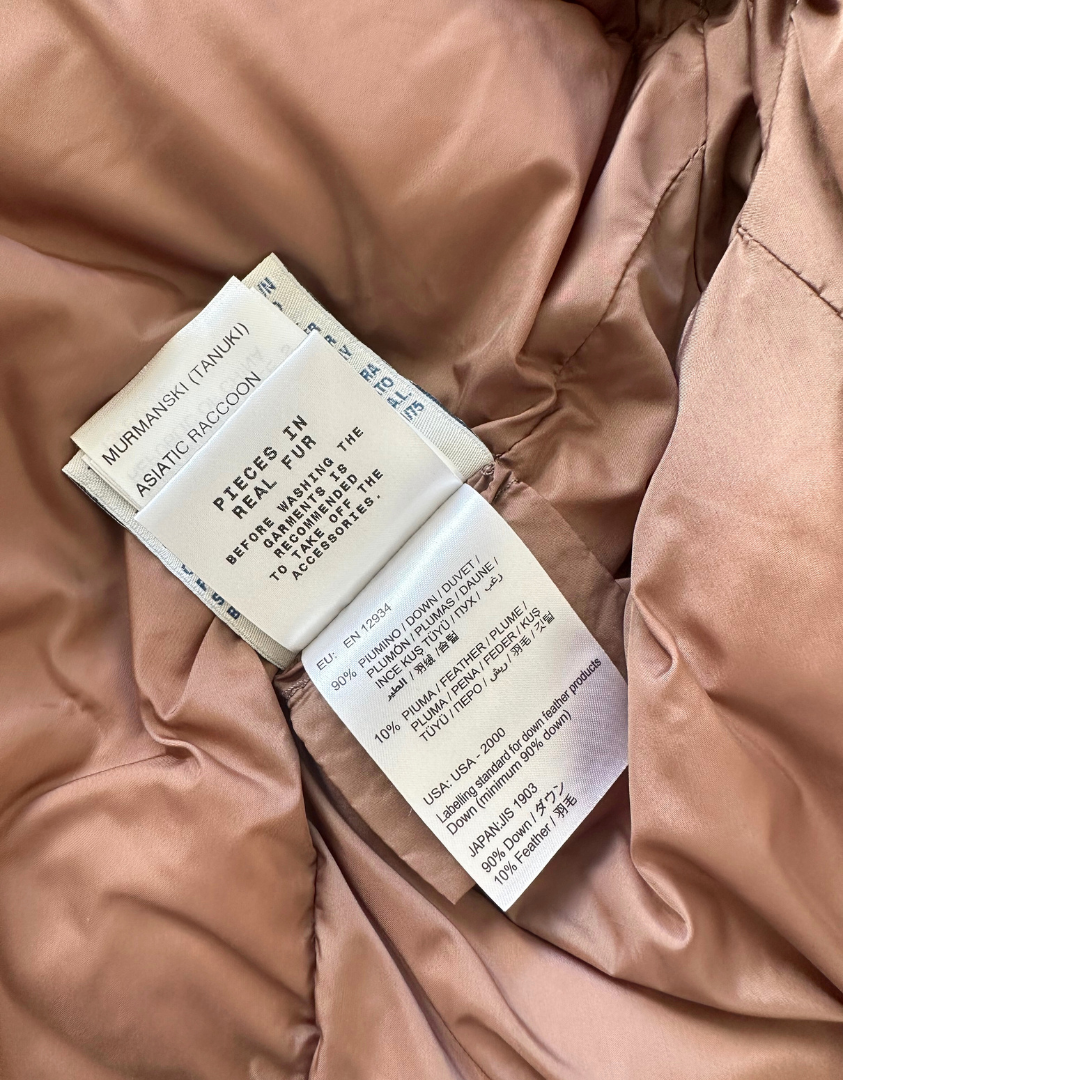 MURMANSKI (TANUKI)
ASIATIC RACCOON
PIECES IN
REAL FUR
BEFORE WASHING THE
GARMENTS IS
RECOMMENDED
TO TAKE OFF THE
ACCESSORIES.
EU: EN 12934
90% PIUMINO / DOWN / DUVET /
PLUMÓN / PLUMAS / DAUNE /
INCE KUŞ TÜYÜ / ПУХ / زغب
الطير / 羽绒 / 솜털
10% PIUMA / FEATHER / PLUME /
PLUMA / PENA / FEDER / KUŞ
TÜYÜ / ПЕРО / ريش / 羽毛 / 깃털
USA: USA - 2000
Labelling standard for down feather products
Down (minimum 90% down)
JAPAN:JIS 1903
90% Down / ダウン
10% Feather / 羽毛
RA
TO